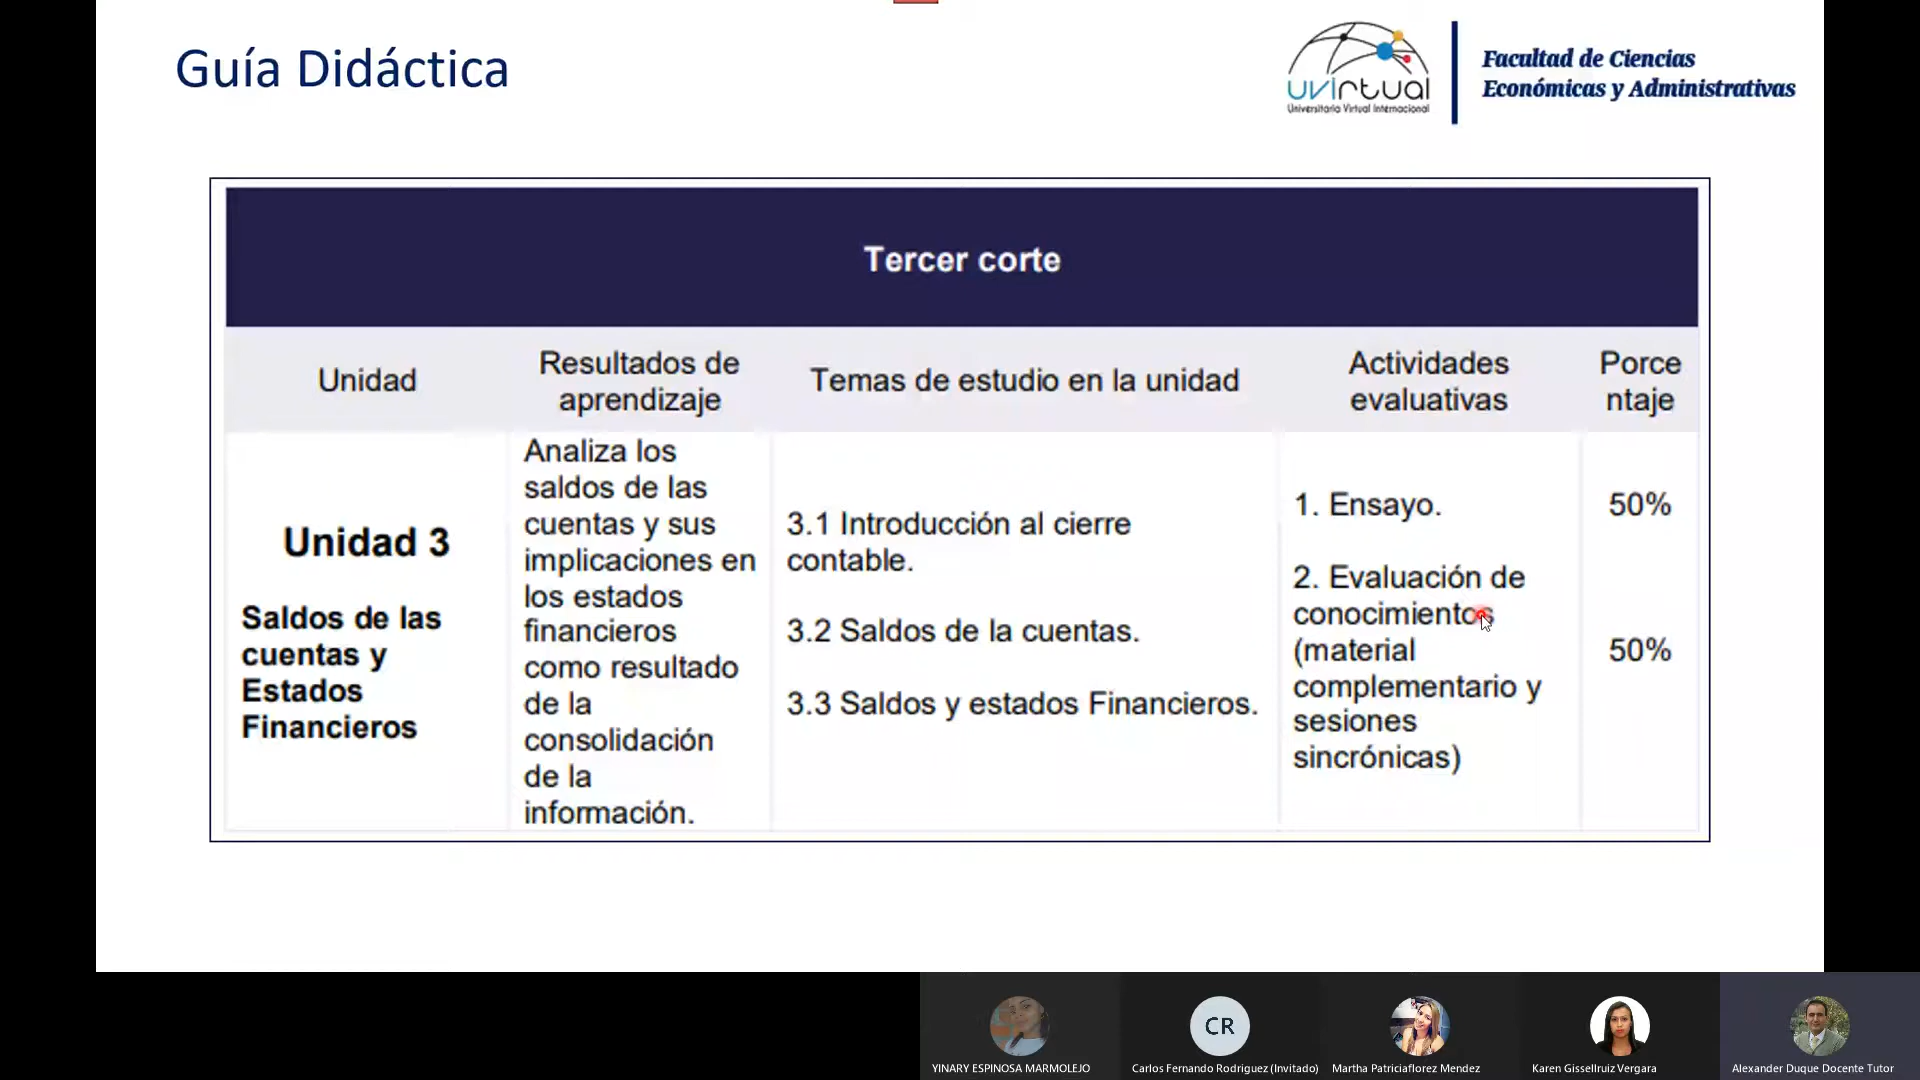 Guía Didáctica
uvirtual
Universitaria Virtual Internacional
Facultad de Ciencias
Económicas y Administrativas
Tercer corte
Unidad
Resultados de
aprendizaje
Temas de estudio en la unidad
Actividades
evaluativas
Porce
ntaje
Unidad 3
Saldos de las
cuentas y
Estados
Financieros
Analiza los
saldos de las
cuentas y sus
implicaciones en
los estados
financieros
como resultado
de la
consolidación
de la
información.
3.1 Introducción al cierre
contable.
3.2 Saldos de la cuentas.
3.3 Saldos y estados Financieros.
1. Ensayo.
2. Evaluación de
conocimientos
(material
complementario y
sesiones
sincrónicas)
50%
50%
CR
YINARY ESPINOSA MARMOLEJO
Carlos Fernando Rodriguez (Invitado)
Martha Patriciaflorez Mendez
Karen Gissellruiz Vergara
Alexander Duque Docente Tutor